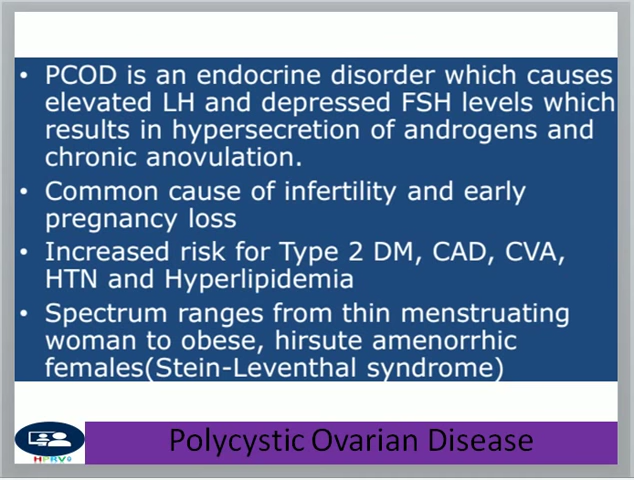 • PCOD is an endocrine disorder which causes
elevated LH and depressed FSH levels which
results in hypersecretion of androgens and
chronic anovulation.
• Common cause of infertility and early
pregnancy loss
• Increased risk for Type 2 DM, CAD, CVA,
HTN and Hyperlipidemia
• Spectrum ranges from thin menstruating
woman to obese, hirsute amenorrhic
females(Stein-Leventhal syndrome)
Polycystic Ovarian Disease